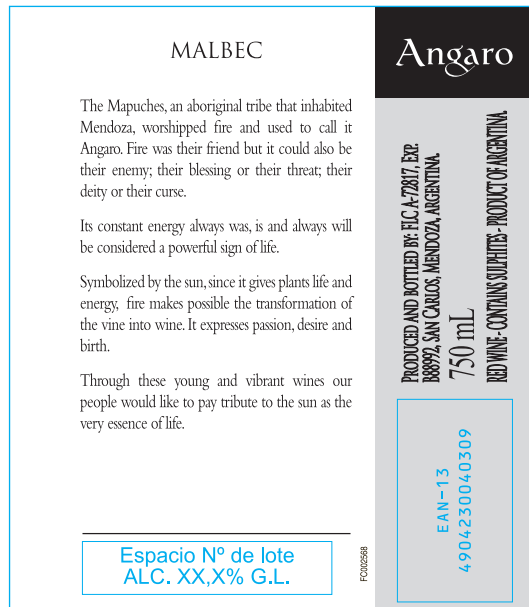 MALBEC
The Mapuches, an aboriginal tribe that inhabited
Mendoza, worshipped fire and used to call it
Angaro. Fire was their friend but it could also be
their enemy; their blessing or their threat; their
deity or their curse.
Its constant energy always was, is and always will
be considered a powerful sign of life.
Symbolized by the sun, since it gives plants life and
energy, fire makes possible the transformation of
the vine into wine. It expresses passion, desire and
birth.
Through these young and vibrant wines our
people would like to pay tribute to the sun as the
very essence of life.
Espacio Nº de lote
ALC. XX,X% G.L.
FC002568
Angaro
PRODUCED AND BOTTLED BY: FLC A-72817, EXP.
B88992, SAN CARLOS, MENDOZA, ARGENTINA.
750 mL
RED WINE - CONTAINS SULPHITES - PRODUCT OF ARGENTINA.
EAN-13
4904230040309